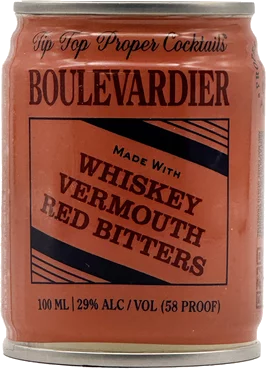 Tip Top Proper Cocktails
BOULEVARDIER
MADE WITH
WHISKEY
VERMOUTH
RED BITTERS
100 ML | 29% ALC / VOL (58 PROOF)